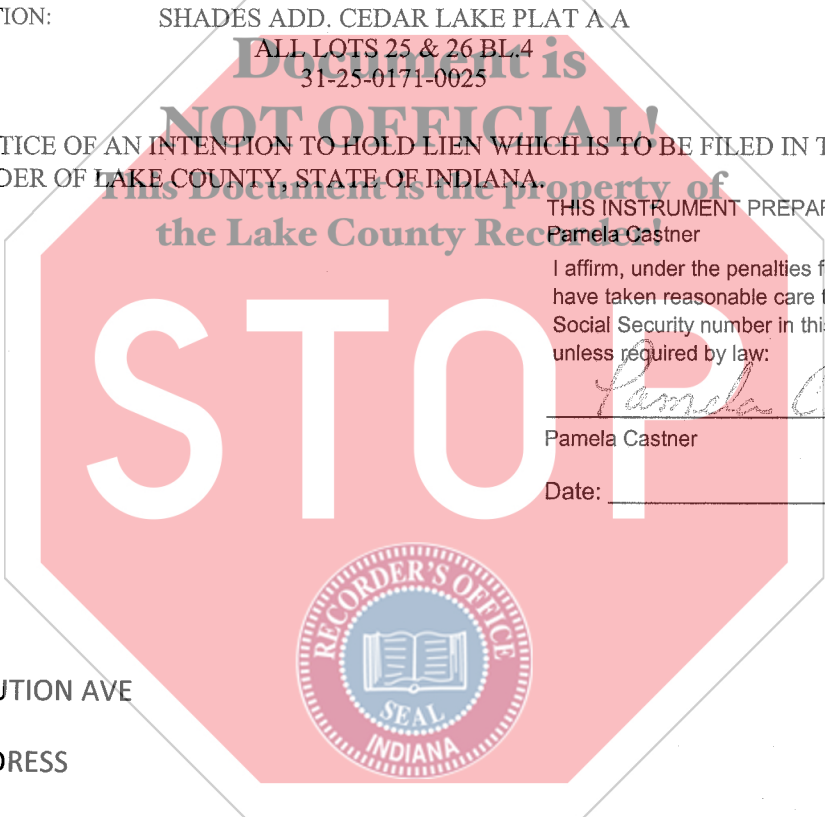 TION: SHADES ADD. CEDAR LAKE PLAT A A
ALL LOTS 25 & 26 BL.4
31-25-0171-0025
Document is
NOT OFFICIAL!
TICE OF AN INTENTION TO HOLD LIEN WHICH IS TO BE FILED IN T
DER OF LAKE COUNTY, STATE OF INDIANA.
This Document is the property of
the Lake County Recorder!
THIS INSTRUMENT PREPAR
Pamela Castner
I affirm, under the penalties f
have taken reasonable care t
Social Security number in this
unless required by law:
Pamela C
Pamela Castner
Date:
STOP
RECORDER'S OFFICE
SEAL
INDIANA
UTION AVE
DRESS